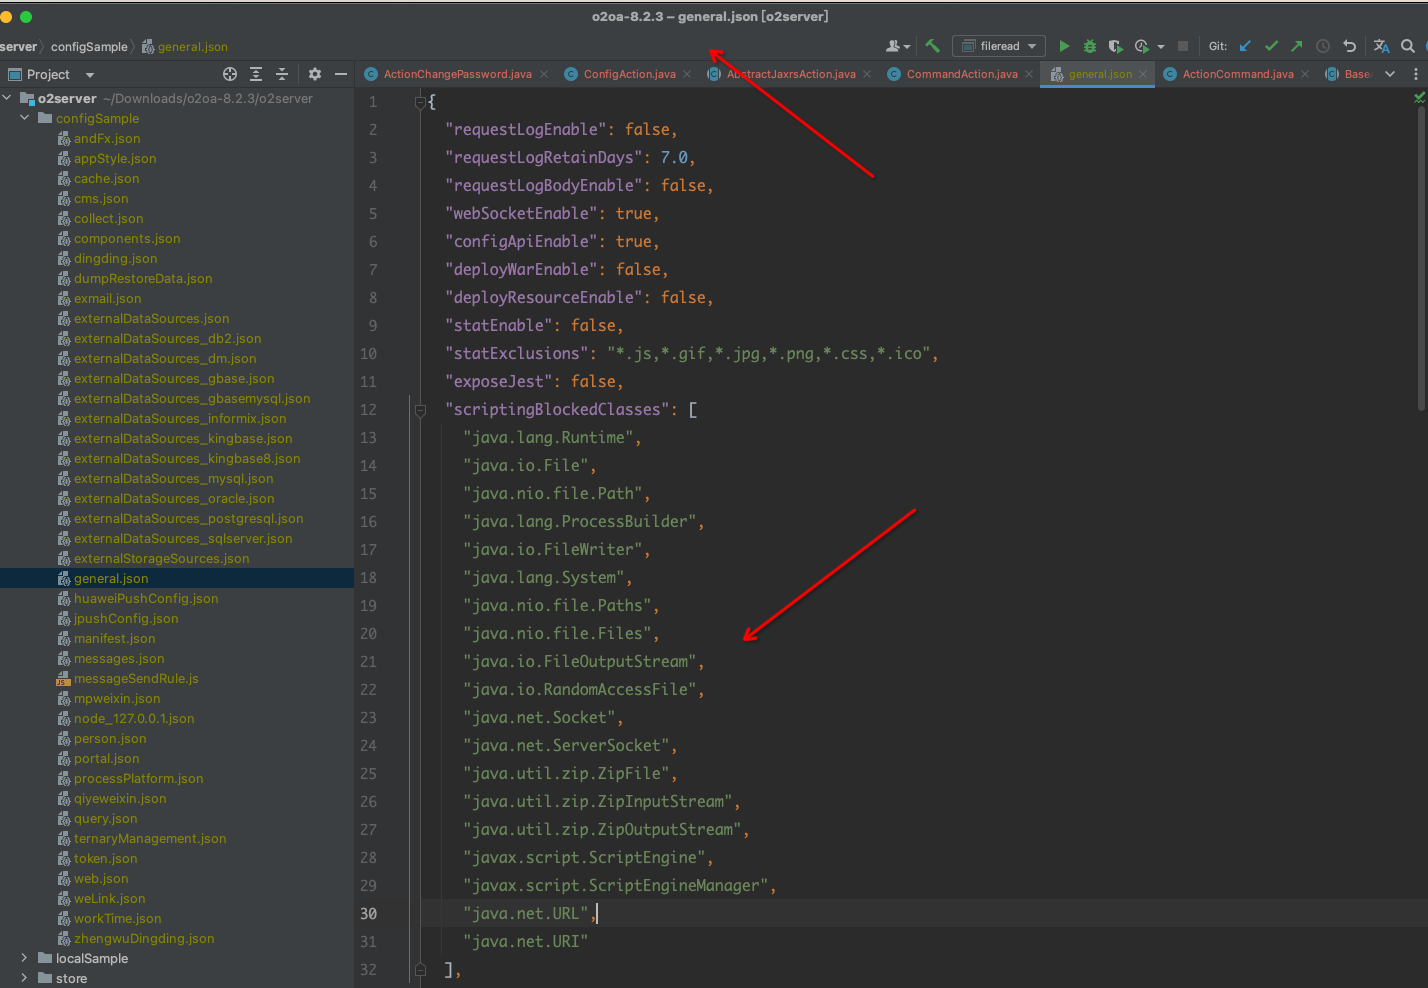 o2oa-8.2.3 – general.json [o2server]
server configSample general.json
fileread
Git:
Project
ActionChangePassword.java
ConfigAction.java
AbstractJaxrsAction.java
CommandAction.java
general.json
ActionCommand.java
Base
o2server ~/Downloads/o2oa-8.2.3/o2server
configSample
andFx.json
appStyle.json
cache.json
cms.json
collect.json
components.json
dingding.json
dumpRestoreData.json
exmail.json
externalDataSources.json
externalDataSources_db2.json
externalDataSources_dm.json
externalDataSources_gbase.json
externalDataSources_gbasemysql.json
externalDataSources_informix.json
externalDataSources_kingbase.json
externalDataSources_kingbase8.json
externalDataSources_mysql.json
externalDataSources_oracle.json
externalDataSources_postgresql.json
externalDataSources_sqlserver.json
externalStorageSources.json
general.json
huaweiPushConfig.json
jpushConfig.json
manifest.json
messages.json
messageSendRule.js
mpweixin.json
node_127.0.0.1.json
person.json
portal.json
processPlatform.json
qiyeweixin.json
query.json
ternaryManagement.json
token.json
web.json
weLink.json
workTime.json
zhengwuDingding.json
localSample
store
1 {
2 "requestLogEnable": false,
3 "requestLogRetainDays": 7.0,
4 "requestLogBodyEnable": false,
5 "webSocketEnable": true,
6 "configApiEnable": true,
7 "deployWarEnable": false,
8 "deployResourceEnable": false,
9 "statEnable": false,
10 "statExclusions": "*.js,*.gif,*.jpg,*.png,*.css,*.ico",
11 "exposeJest": false,
12 "scriptingBlockedClasses": [
13 "java.lang.Runtime",
14 "java.io.File",
15 "java.nio.file.Path",
16 "java.lang.ProcessBuilder",
17 "java.io.FileWriter",
18 "java.lang.System",
19 "java.nio.file.Paths",
20 "java.nio.file.Files",
21 "java.io.FileOutputStream",
22 "java.io.RandomAccessFile",
23 "java.net.Socket",
24 "java.net.ServerSocket",
25 "java.util.zip.ZipFile",
26 "java.util.zip.ZipInputStream",
27 "java.util.zip.ZipOutputStream",
28 "javax.script.ScriptEngine",
29 "javax.script.ScriptEngineManager",
30 "java.net.URL",
31 "java.net.URI"
32 ],